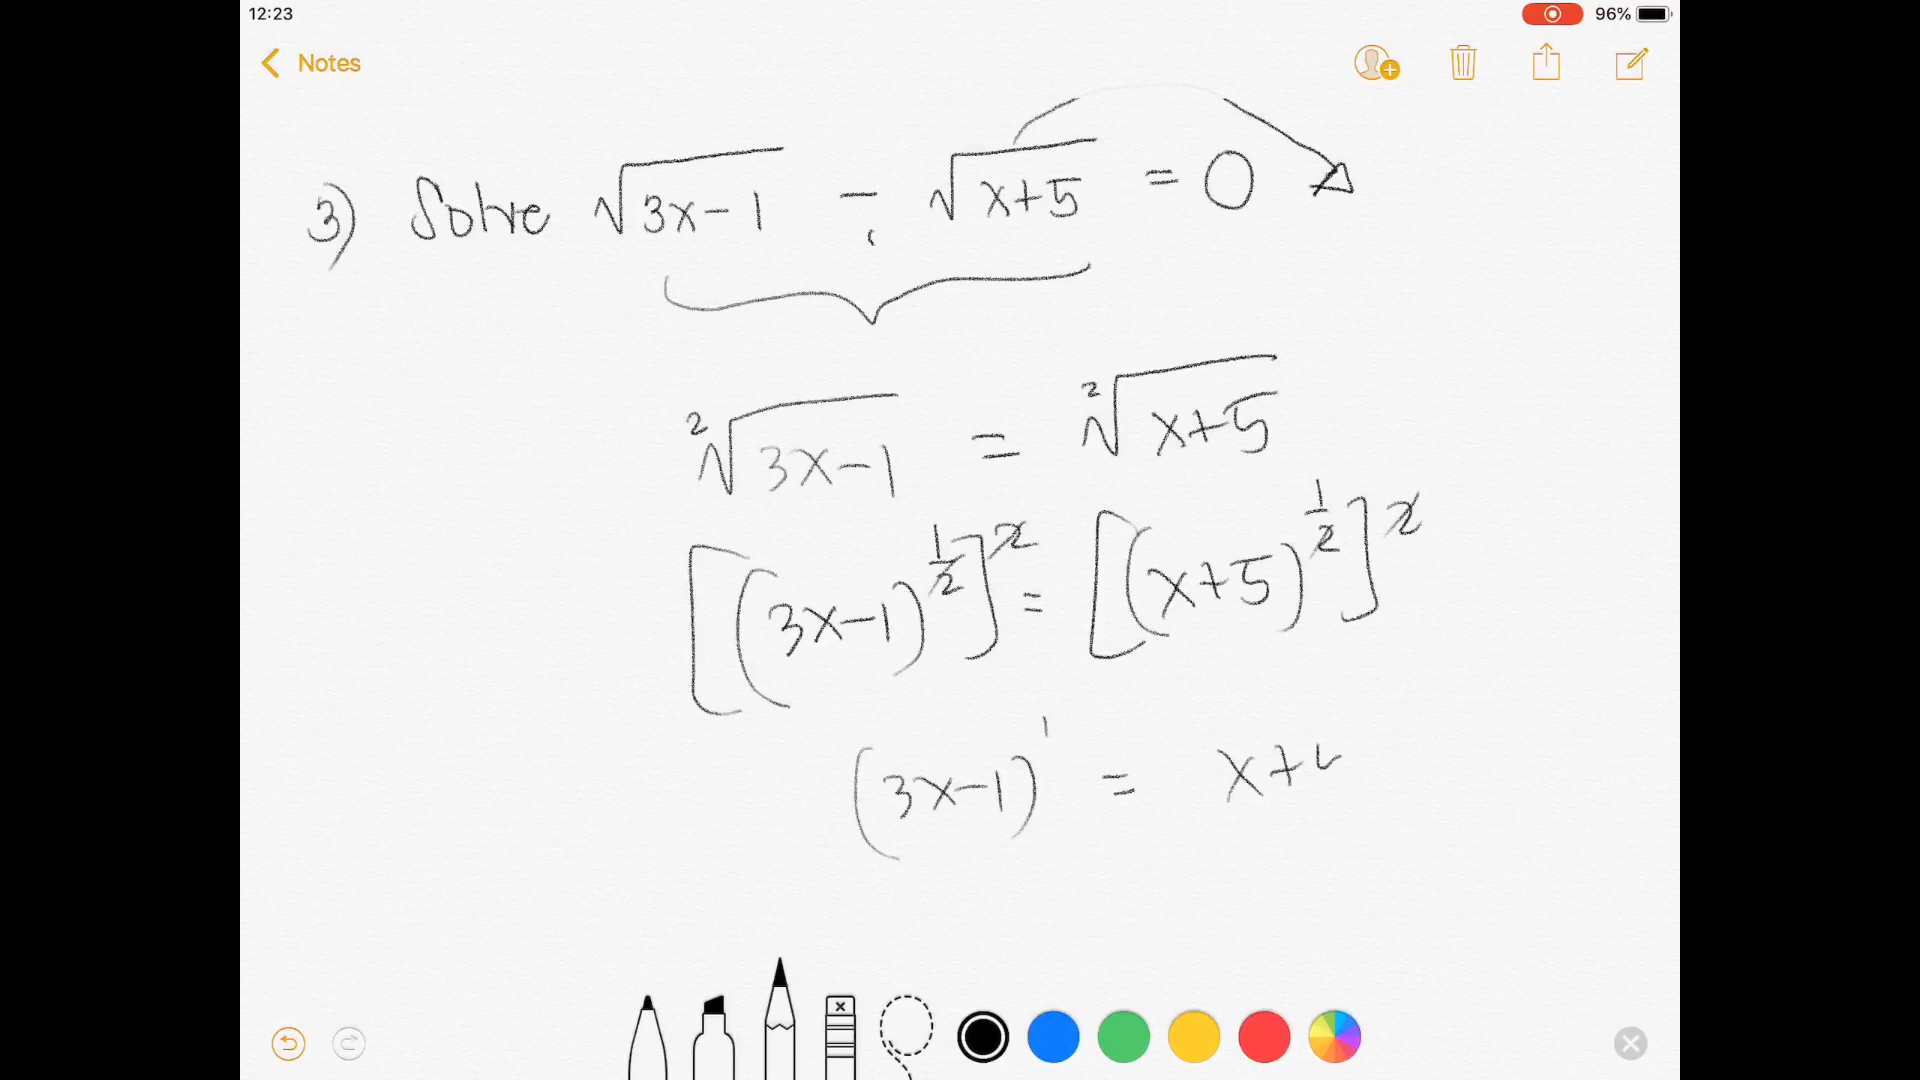 12:23
96%
Notes
3) Solve √3x-1 - √x+5 = 0
²√3x-1 = ²√x+5
[(3x-1)^1/2]^2 = [(x+5)^1/2]^2
(3x-1)^1 = x+